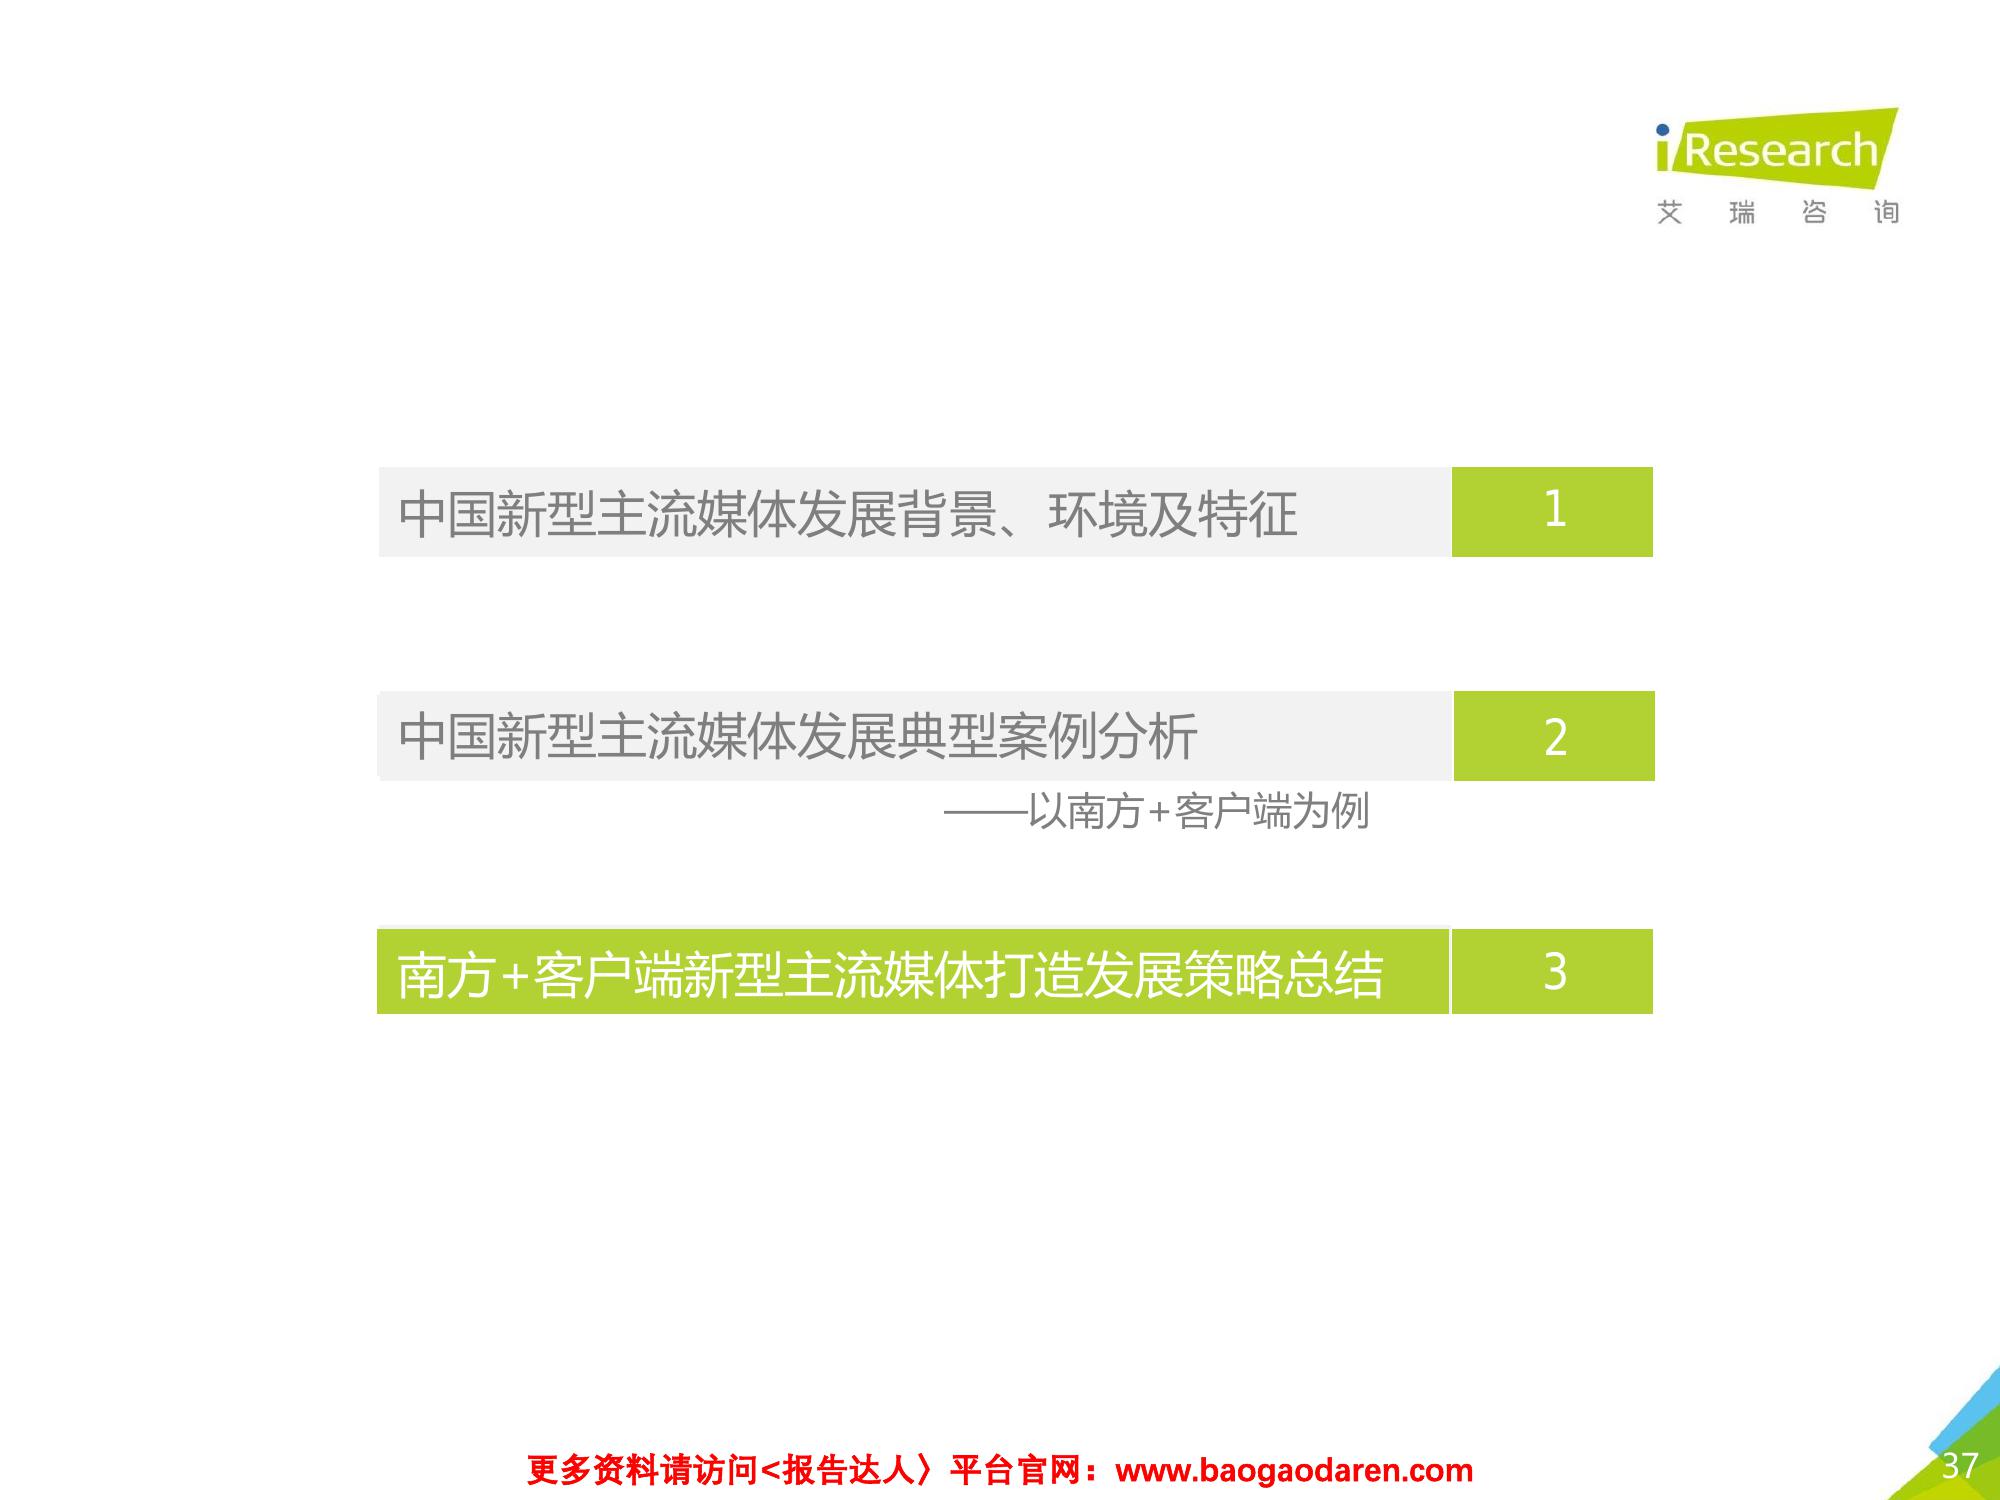 iResearch
艾瑞咨询
中国新型主流媒体发展背景、环境及特征 1
中国新型主流媒体发展典型案例分析 2
——以南方+客户端为例
南方+客户端新型主流媒体打造发展策略总结 3
更多资料请访问<报告达人〉平台官网：www.baogaodaren.com
37